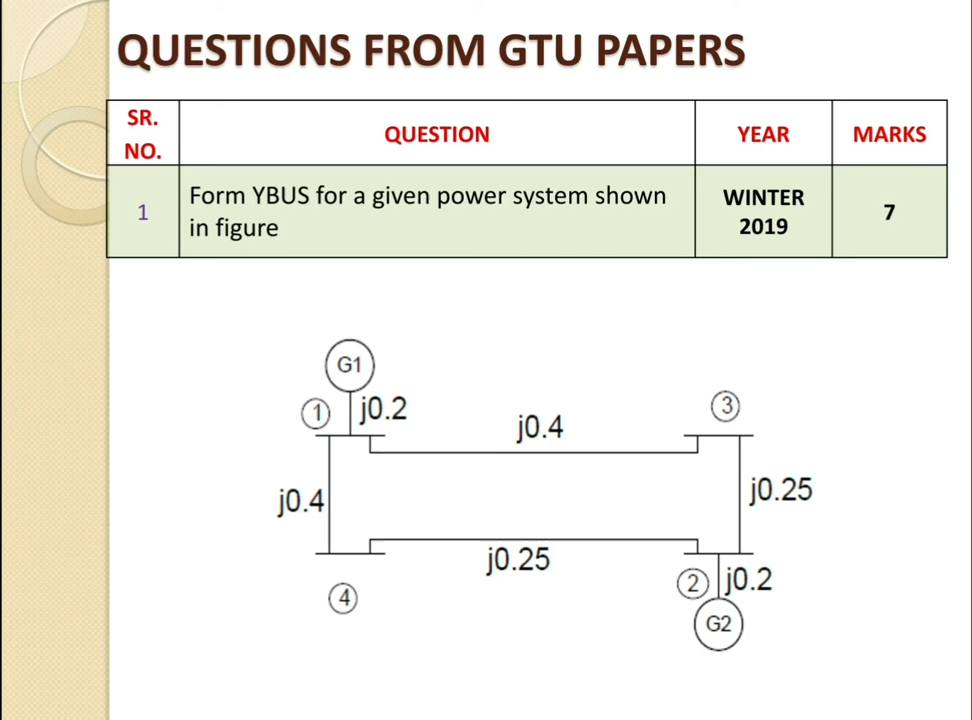 QUESTIONS FROM GTU PAPERS
SR.
NO.
QUESTION
YEAR
MARKS
1
Form YBUS for a given power system shown
in figure
WINTER
2019
7
G1
1
j0.2
3
j0.4
j0.4
j0.25
j0.25
2
j0.2
4
G2